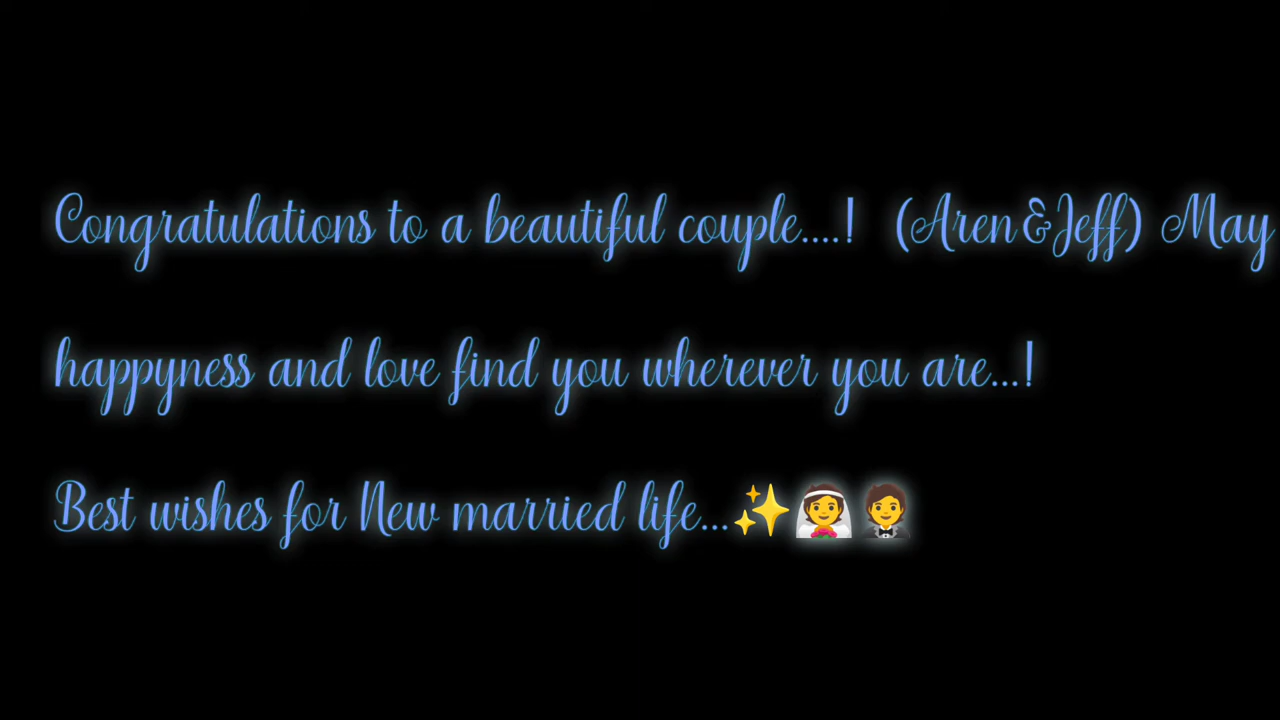 Congratulations to a beautiful couple....! (Aren&Jeff) May
happyness and love find you wherever you are...!
Best wishes for New married life...✨👰🤵